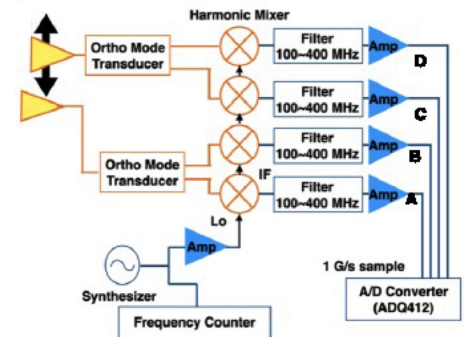 Harmonic Mixer
Ortho Mode
Transducer
Filter
100~400 MHz
Amp
D
Filter
100~400 MHz
Amp
C
Ortho Mode
Transducer
Filter
100~400 MHz
Amp
B
IF
Filter
100~400 MHz
Amp
A
Lo
Amp
Synthesizer
Frequency Counter
1 G/s sample
A/D Converter
(ADQ412)